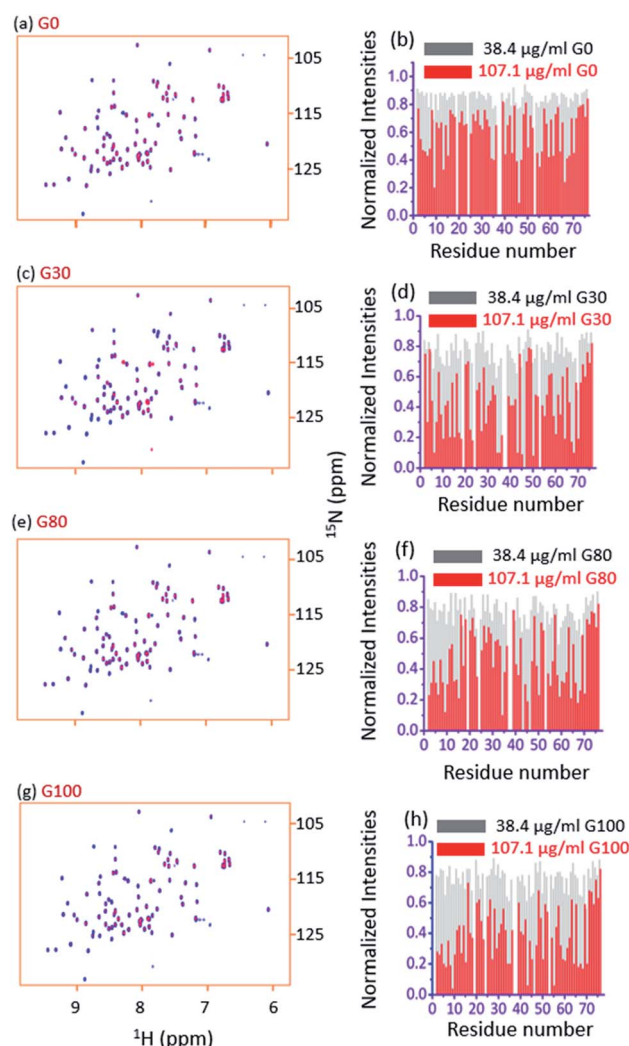 (a) G0
105
115
125
(b)
38.4 µg/ml G0
107.1 µg/ml G0
Normalized Intensities
1.0
0.8
0.6
0.4
0.2
0.0
0 10 20 30 40 50 60 70
Residue number
(c) G30
105
115
125
(d)
38.4 µg/ml G30
107.1 µg/ml G30
Normalized Intensities
1.0
0.8
0.6
0.4
0.2
0.0
0 10 20 30 40 50 60 70
Residue number
¹⁵N (ppm)
(e) G80
105
115
125
(f)
38.4 µg/ml G80
107.1 µg/ml G80
Normalized Intensities
1.0
0.8
0.6
0.4
0.2
0.0
0 10 20 30 40 50 60 70
Residue number
(g) G100
105
115
125
9 8 7 6
¹H (ppm)
(h)
38.4 µg/ml G100
107.1 µg/ml G100
Normalized Intensities
1.0
0.8
0.6
0.4
0.2
0.0
0 10 20 30 40 50 60 70
Residue number